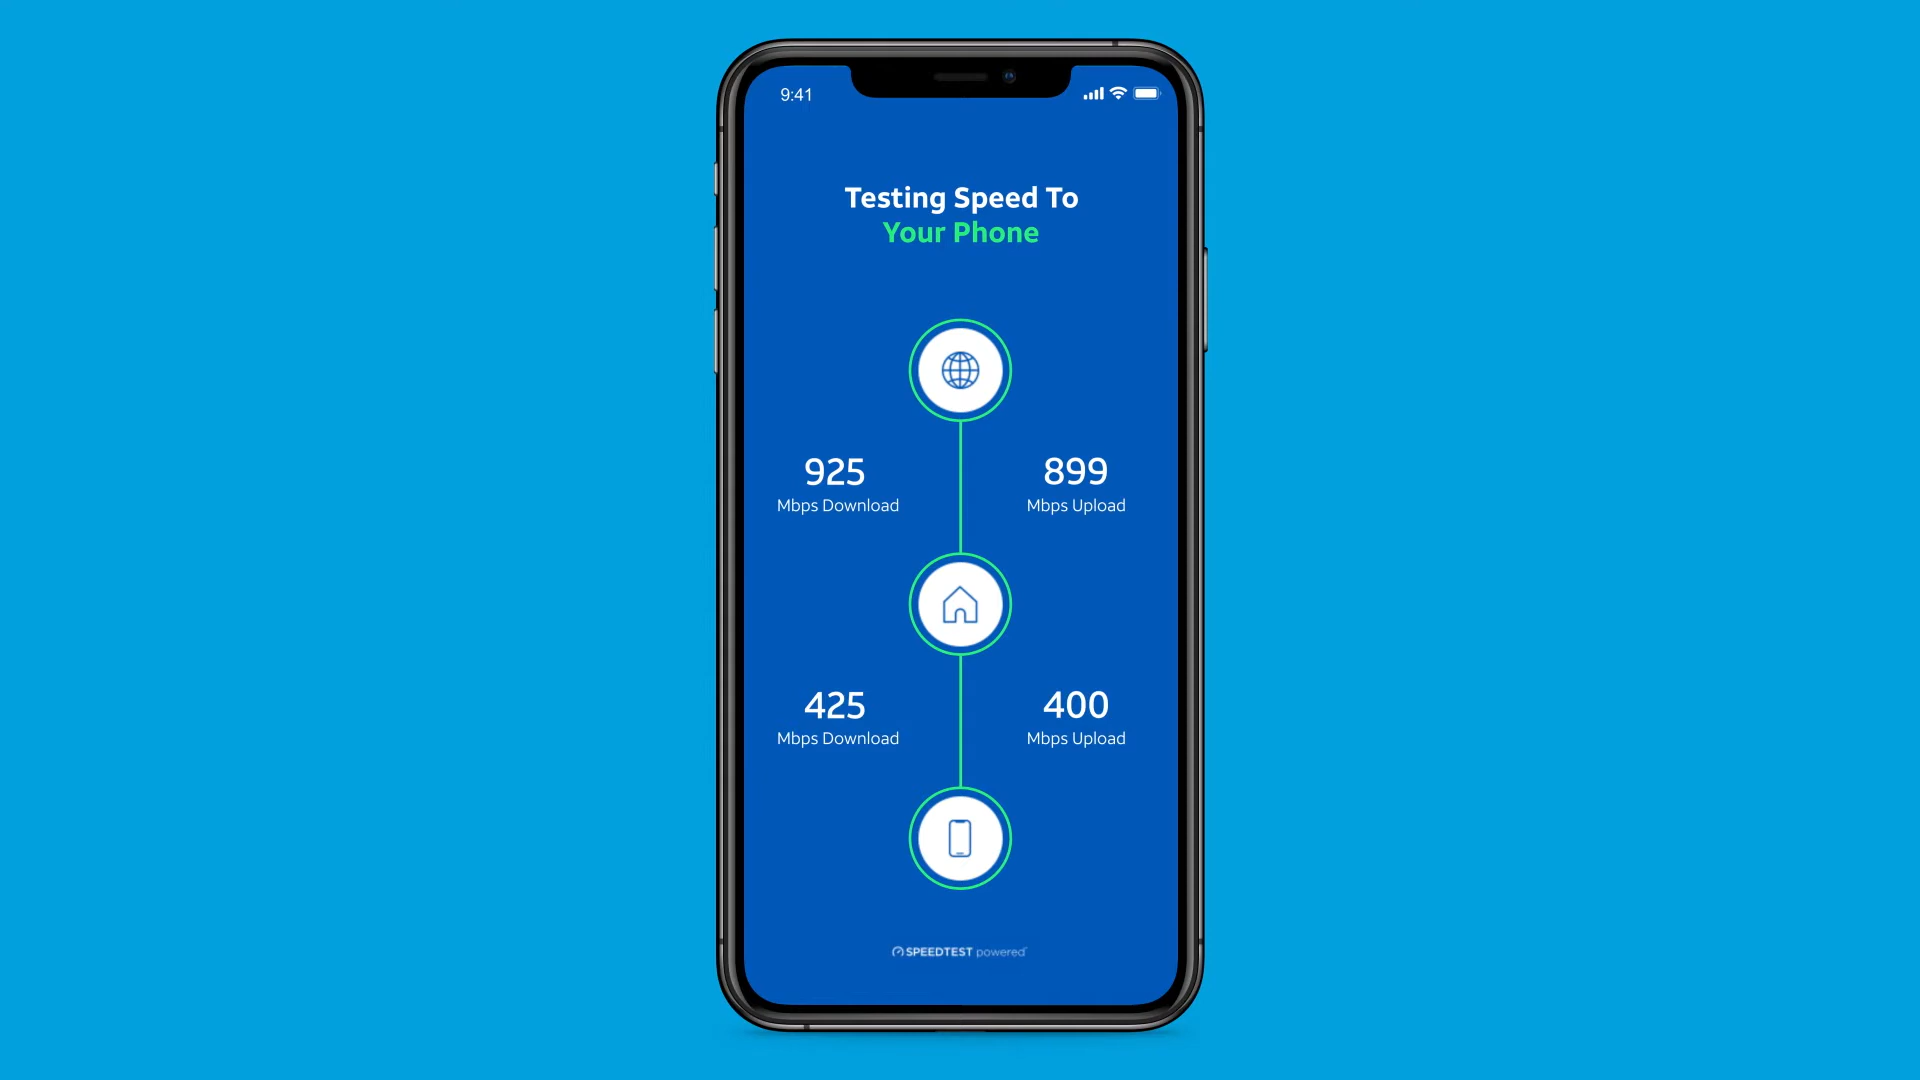 9:41
Testing Speed To
Your Phone
925
Mbps Download
899
Mbps Upload
425
Mbps Download
400
Mbps Upload
SPEEDTEST powered